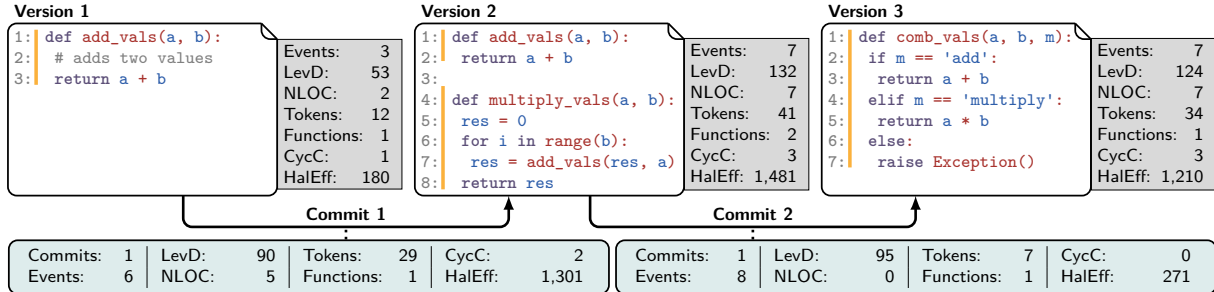 Version 1
1: def add_vals(a, b):
2: # adds two values
3: return a + b
Events: 3
LevD: 53
NLOC: 2
Tokens: 12
Functions: 1
CycC: 1
HalEff: 180
Version 2
1: def add_vals(a, b):
2: return a + b
3:
4: def multiply_vals(a, b):
5: res = 0
6: for i in range(b):
7: res = add_vals(res, a)
8: return res
Events: 7
LevD: 132
NLOC: 7
Tokens: 41
Functions: 2
CycC: 3
HalEff: 1,481
Version 3
1: def comb_vals(a, b, m):
2: if m == 'add':
3: return a + b
4: elif m == 'multiply':
5: return a * b
6: else:
7: raise Exception()
Events: 7
LevD: 124
NLOC: 7
Tokens: 34
Functions: 1
CycC: 3
HalEff: 1,210
Commit 1
Commits: 1 LevD: 90 Tokens: 29 CycC: 2
Events: 6 NLOC: 5 Functions: 1 HalEff: 1,301
Commit 2
Commits: 1 LevD: 95 Tokens: 7 CycC: 0
Events: 8 NLOC: 0 Functions: 1 HalEff: 271